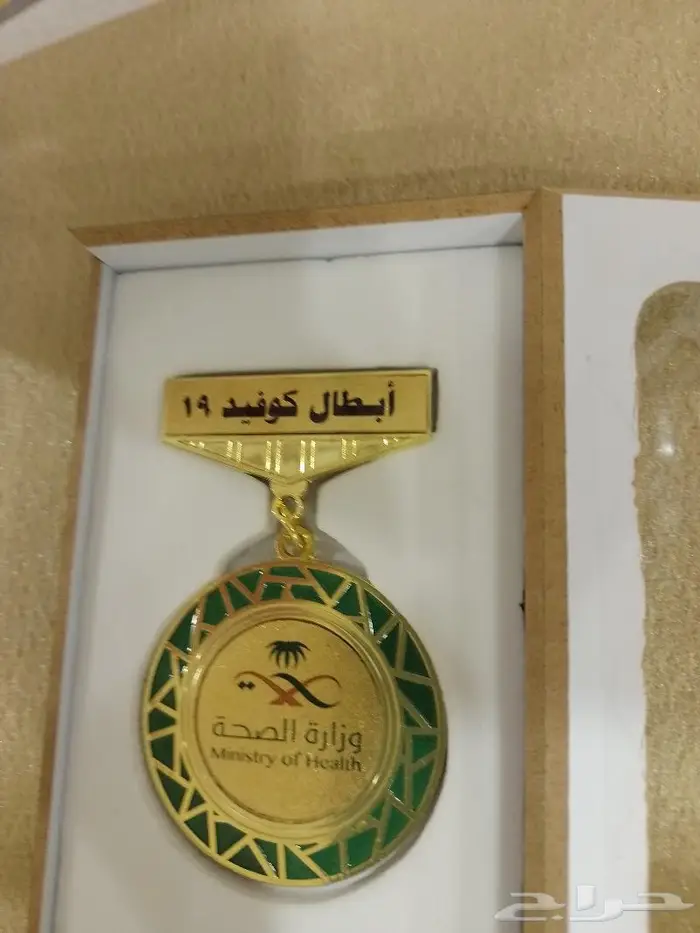 أبطال كوفيد ١٩
وزارة الصحة
Ministry of Health
حراج